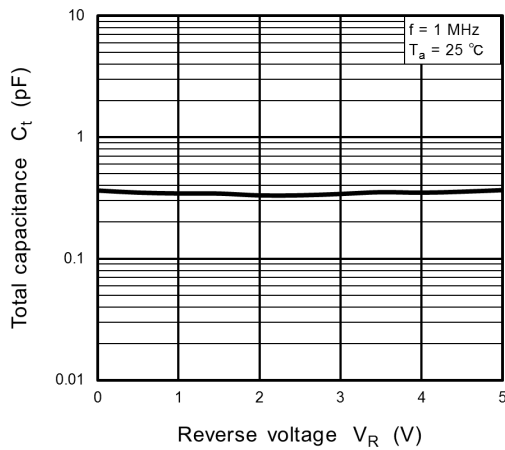 10
1
0.1
0.01
f = 1 MHz
Ta = 25 ℃
Total capacitance Ct (pF)
0 1 2 3 4 5
Reverse voltage VR (V)